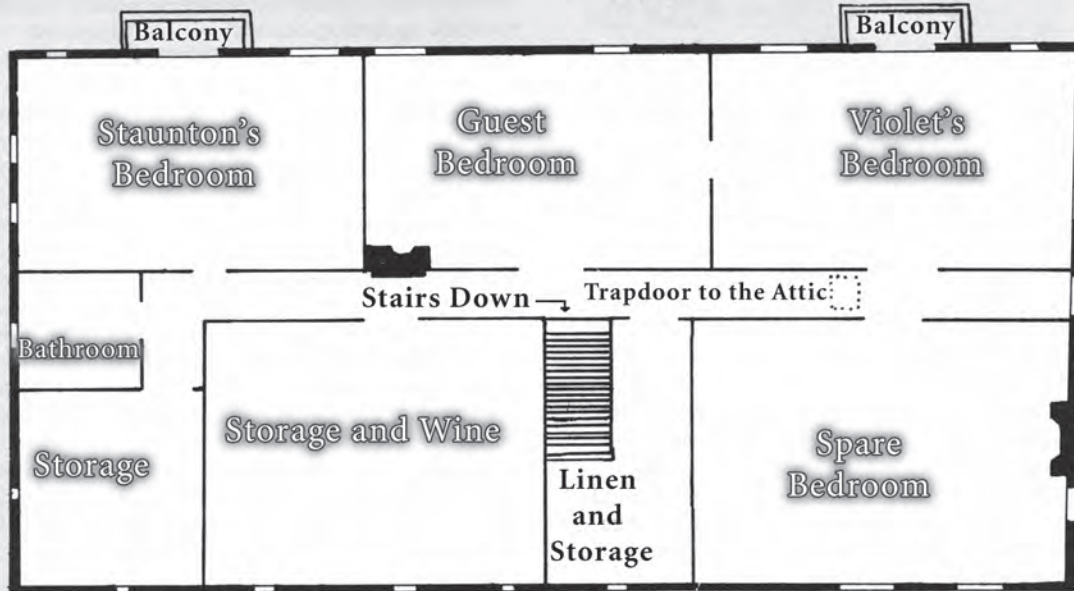 Balcony
Balcony
Staunton's
Bedroom
Guest
Bedroom
Violet's
Bedroom
Stairs Down
Trapdoor to the Attic
Bathroom
Storage and Wine
Storage
Spare
Bedroom
Linen
and
Storage